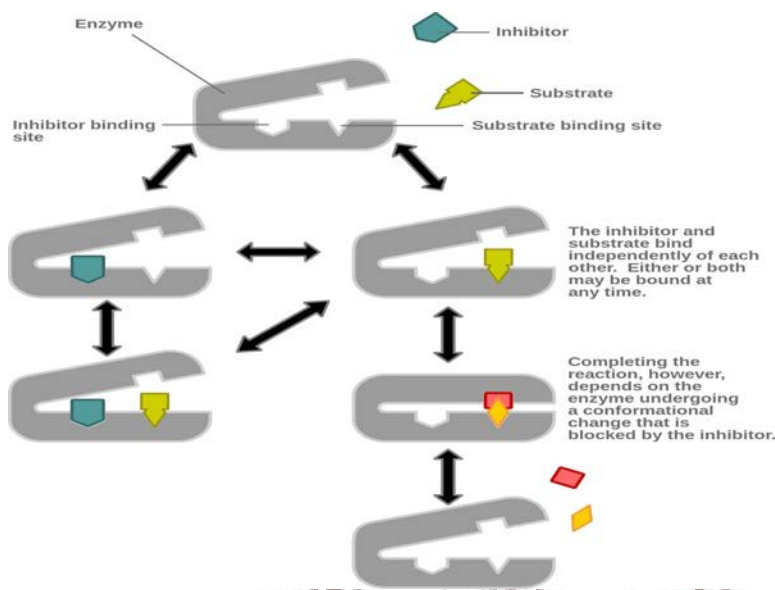 Enzyme
Inhibitor
Substrate
Inhibitor binding
site
Substrate binding site
The inhibitor and
substrate bind
independently of each
other. Either or both
may be bound at
any time.
Completing the
reaction, however,
depends on the
enzyme undergoing
a conformational
change that is
blocked by the inhibitor.